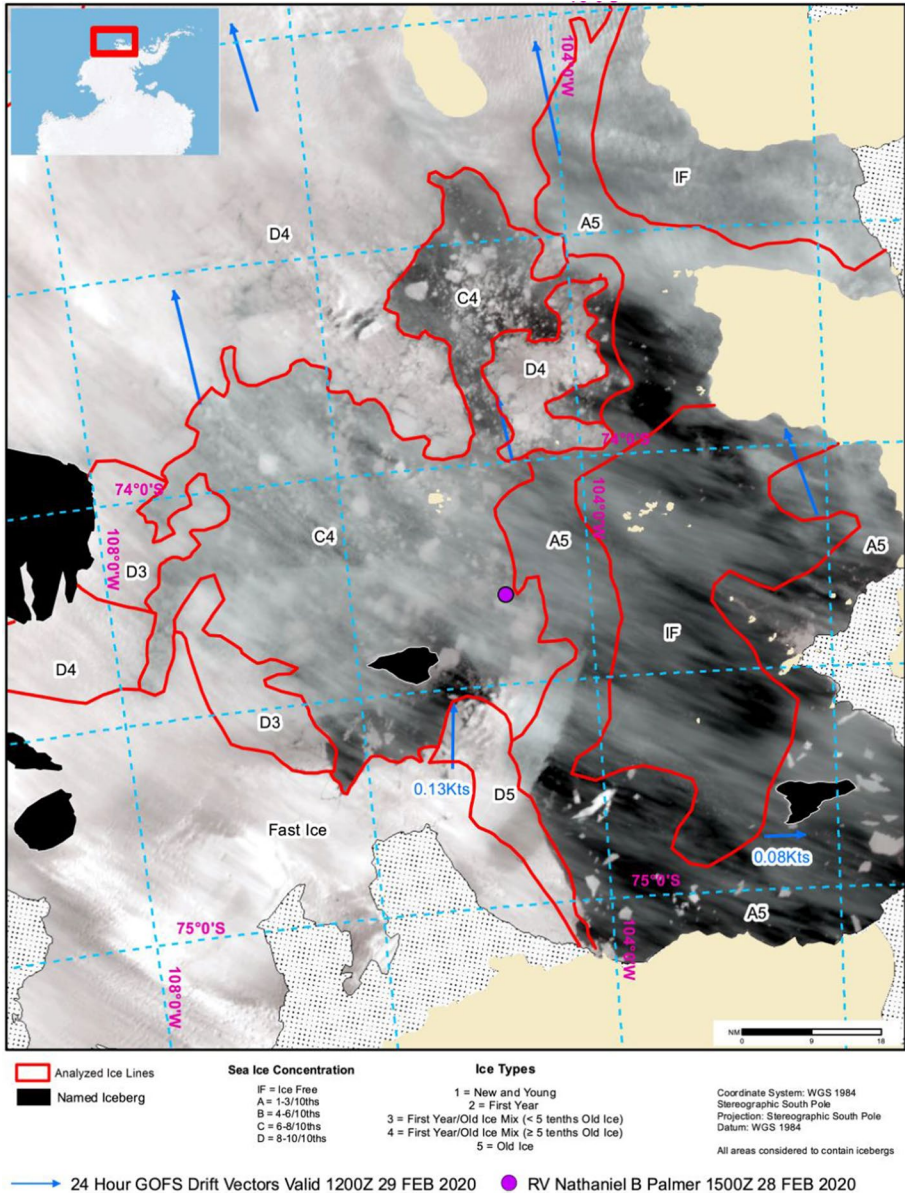 104°0'W
IF
A5
D4
C4
D4
74°0'S
74°0'S
104°0'W
C4
A5
A5
108°0'W
D3
IF
D4
D3
0.13Kts
D5
Fast Ice
0.08Kts
75°0'S
A5
75°0'S
104°0'W
108°0'W
NM 0 9 18
Analyzed Ice Lines
Named Iceberg
Sea Ice Concentration
IF = Ice Free
A = 1-3/10ths
B = 4-6/10ths
C = 6-8/10ths
D = 8-10/10ths
Ice Types
1 = New and Young
2 = First Year
3 = First Year/Old Ice Mix (< 5 tenths Old Ice)
4 = First Year/Old Ice Mix (≥ 5 tenths Old Ice)
5 = Old Ice
Coordinate System: WGS 1984
Stereographic South Pole
Projection: Stereographic South Pole
Datum: WGS 1984
All areas considered to contain icebergs
24 Hour GOFS Drift Vectors Valid 1200Z 29 FEB 2020
RV Nathaniel B Palmer 1500Z 28 FEB 2020